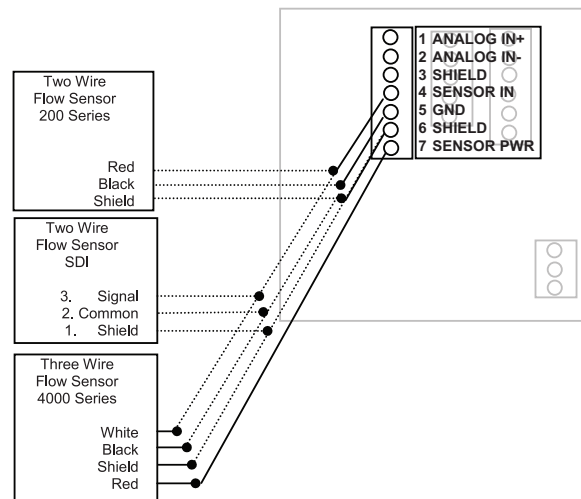 1 ANALOG IN+
2 ANALOG IN-
3 SHIELD
4 SENSOR IN
5 GND
6 SHIELD
7 SENSOR PWR
Two Wire
Flow Sensor
200 Series
Red
Black
Shield
Two Wire
Flow Sensor
SDI
3. Signal
2. Common
1. Shield
Three Wire
Flow Sensor
4000 Series
White
Black
Shield
Red